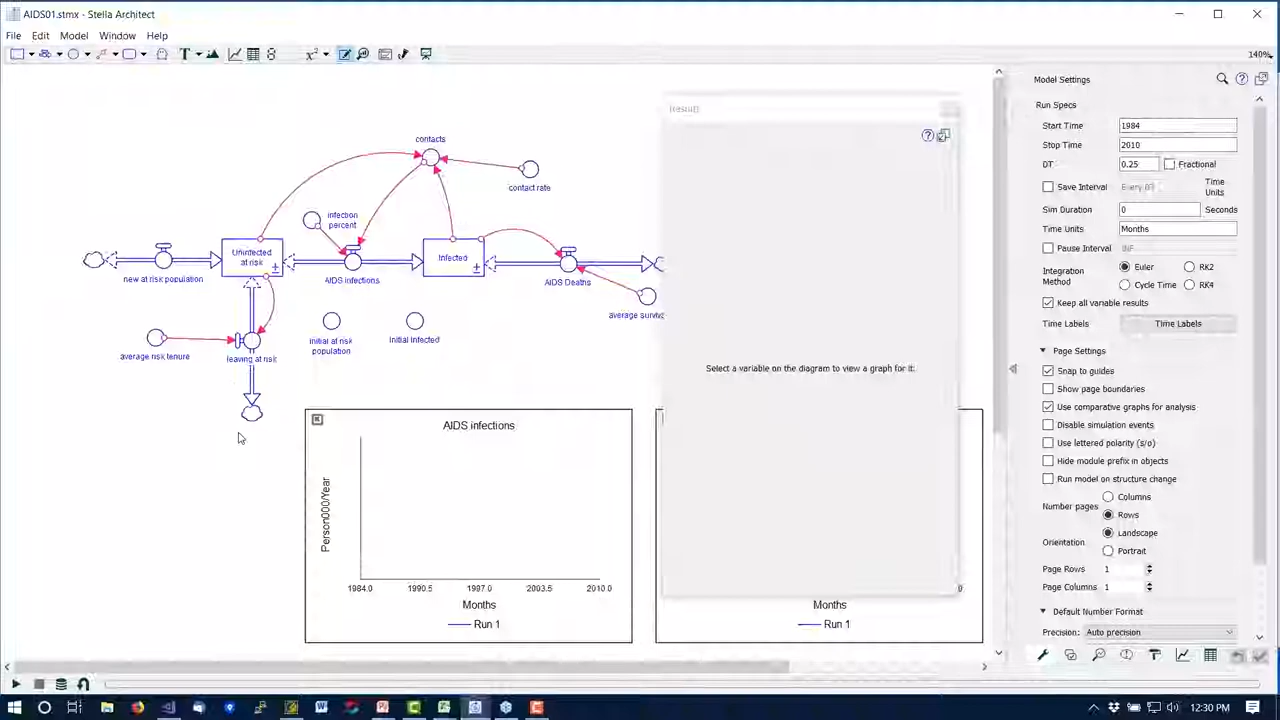 AIDS01.stmx - Stella Architect
File Edit Model Window Help
140%
contacts
contact rate
infection
percent
Uninfected
at risk
Infected
new at risk population
AIDS infections
AIDS Deaths
average risk tenure
leaving at risk
initial at risk
population
Initial Infected
average surviva
(result)
Select a variable on the diagram to view a graph for it.
AIDS infections
Person000/Year
1984.0 1990.5 1997.0 2003.5 2010.0
Months
Run 1
Months
Run 1
Model Settings
Run Specs
Start Time 1984
Stop Time 2010
DT 0.25 Fractional
Save Interval Every dt Time
Units
Sim Duration 0 Seconds
Time Units Months
Pause Interval INF
Integration
Method
Euler RK2
Cycle Time RK4
Keep all variable results
Time Labels Time Labels
Page Settings
Snap to guides
Show page boundaries
Use comparative graphs for analysis
Disable simulation events
Use lettered polarity (s/o)
Hide module prefix in objects
Run model on structure change
Number pages
Columns
Rows
Orientation
Landscape
Portrait
Page Rows 1
Page Columns 1
Default Number Format
Precision: Auto precision
12:30 PM